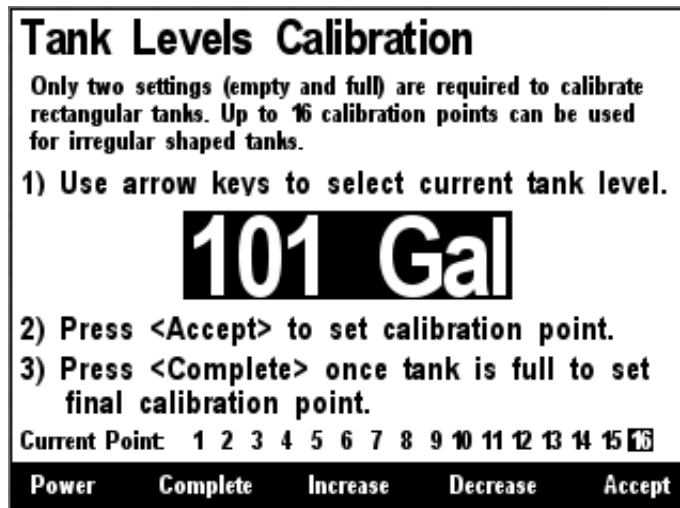 Tank Levels Calibration
Only two settings (empty and full) are required to calibrate
rectangular tanks. Up to 16 calibration points can be used
for irregular shaped tanks.
1) Use arrow keys to select current tank level.
101 Gal
2) Press <Accept> to set calibration point.
3) Press <Complete> once tank is full to set
final calibration point.
Current Point: 1 2 3 4 5 6 7 8 9 10 11 12 13 14 15 16
Power Complete Increase Decrease Accept